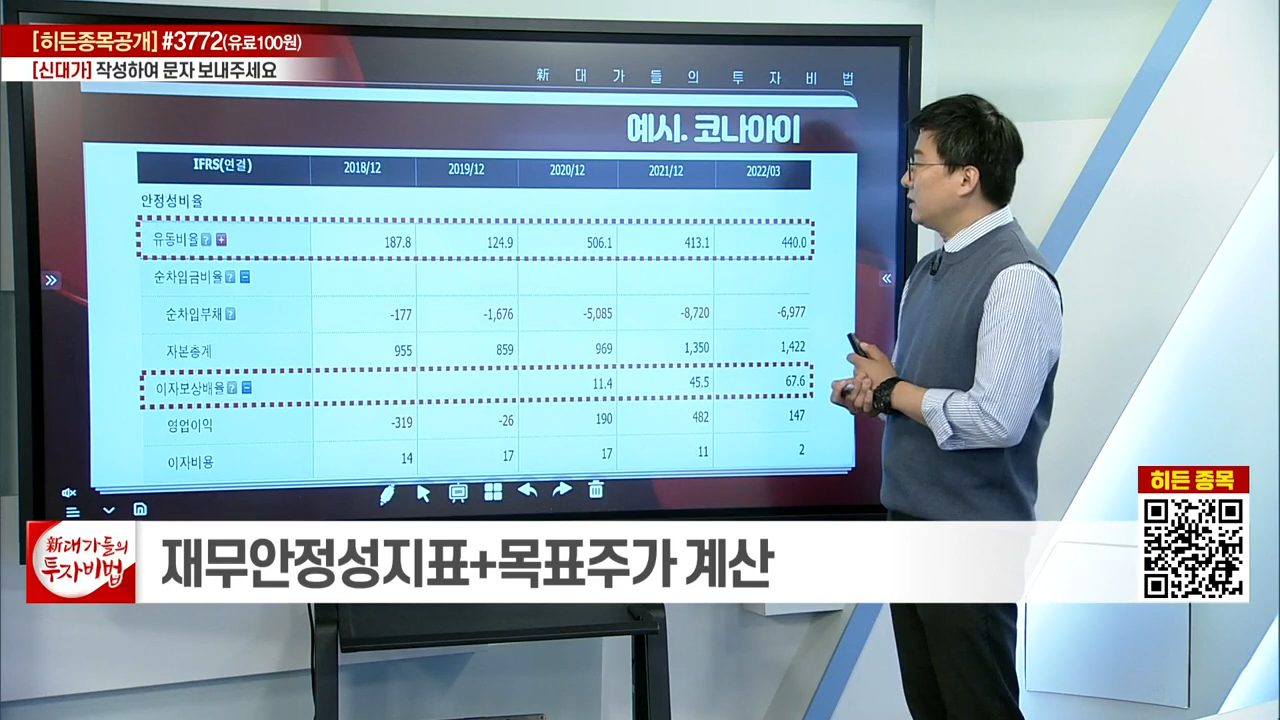 [히든종목공개] #3772(유료100원)
[신대가] 작성하여 문자 보내주세요
新 대 가 들 의 투 자 비 법
예시. 코나아이
IFRS(연결) 2018/12 2019/12 2020/12 2021/12 2022/03
안정성비율
유동비율 187.8 124.9 506.1 413.1 440.0
순차입금비율
순차입부채 -177 -1,676 -5,085 -8,720 -6,977
자본총계 955 859 969 1,350 1,422
이자보상배율 11.4 45.5 67.6
영업이익 -319 -26 190 482 147
이자비용 14 17 17 11 2
히든 종목
新대가들의
투자비법
재무안정성지표+목표주가 계산